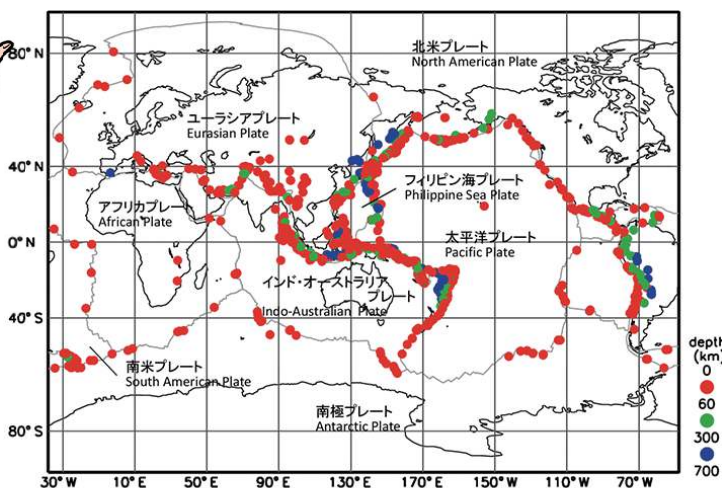 北米プレート
North American Plate
80° N
ユーラシアプレート
Eurasian Plate
40° N
フィリピン海プレート
Philippine Sea Plate
アフリカプレート
African Plate
太平洋プレート
Pacific Plate
0° N
インド・オーストラリア
プレート
Indo-Australian Plate
40° S
南米プレート
South American Plate
南極プレート
Antarctic Plate
80° S
depth
(km)
0
60
300
700
30° W
10° E
50° E
90° E
130° E
170° E
150° W
110° W
70° W